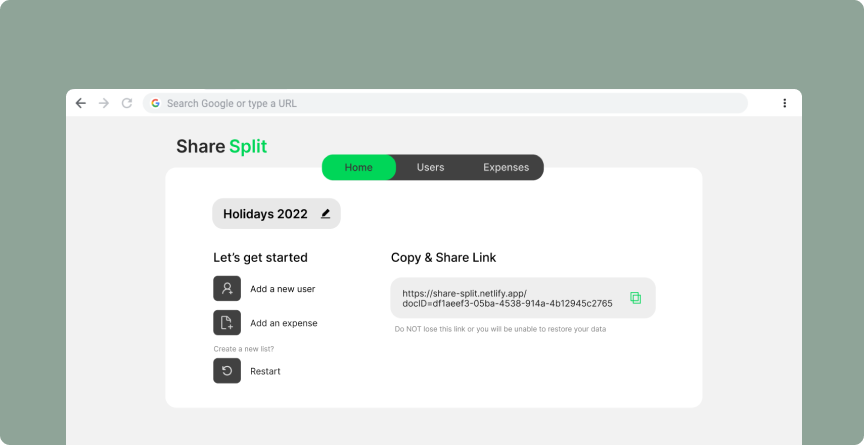 Search Google or type a URL
Share Split
Home
Users
Expenses
Holidays 2022
Let's get started
Add a new user
Add an expense
Create a new list?
Restart
Copy & Share Link
https://share-split.netlify.app/
docID=df1aeef3-05ba-4538-914a-4b12945c2765
Do NOT lose this link or you will be unable to restore your data